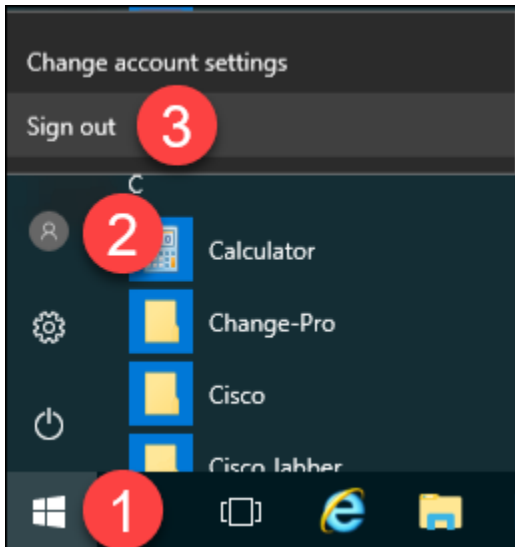 Change account settings
Sign out 3
C
2
Calculator
Change-Pro
Cisco
Cisco Jabber
1